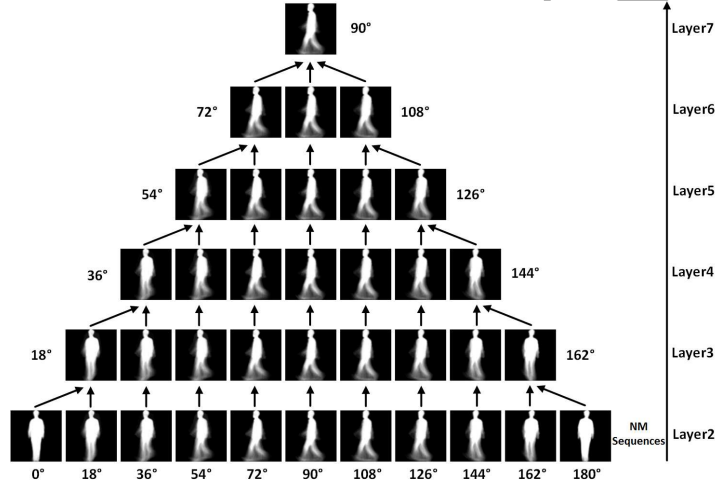 90° Layer7
72° 108° Layer6
54° 126° Layer5
36° 144° Layer4
18° 162° Layer3
NM
Sequences Layer2
0° 18° 36° 54° 72° 90° 108° 126° 144° 162° 180°